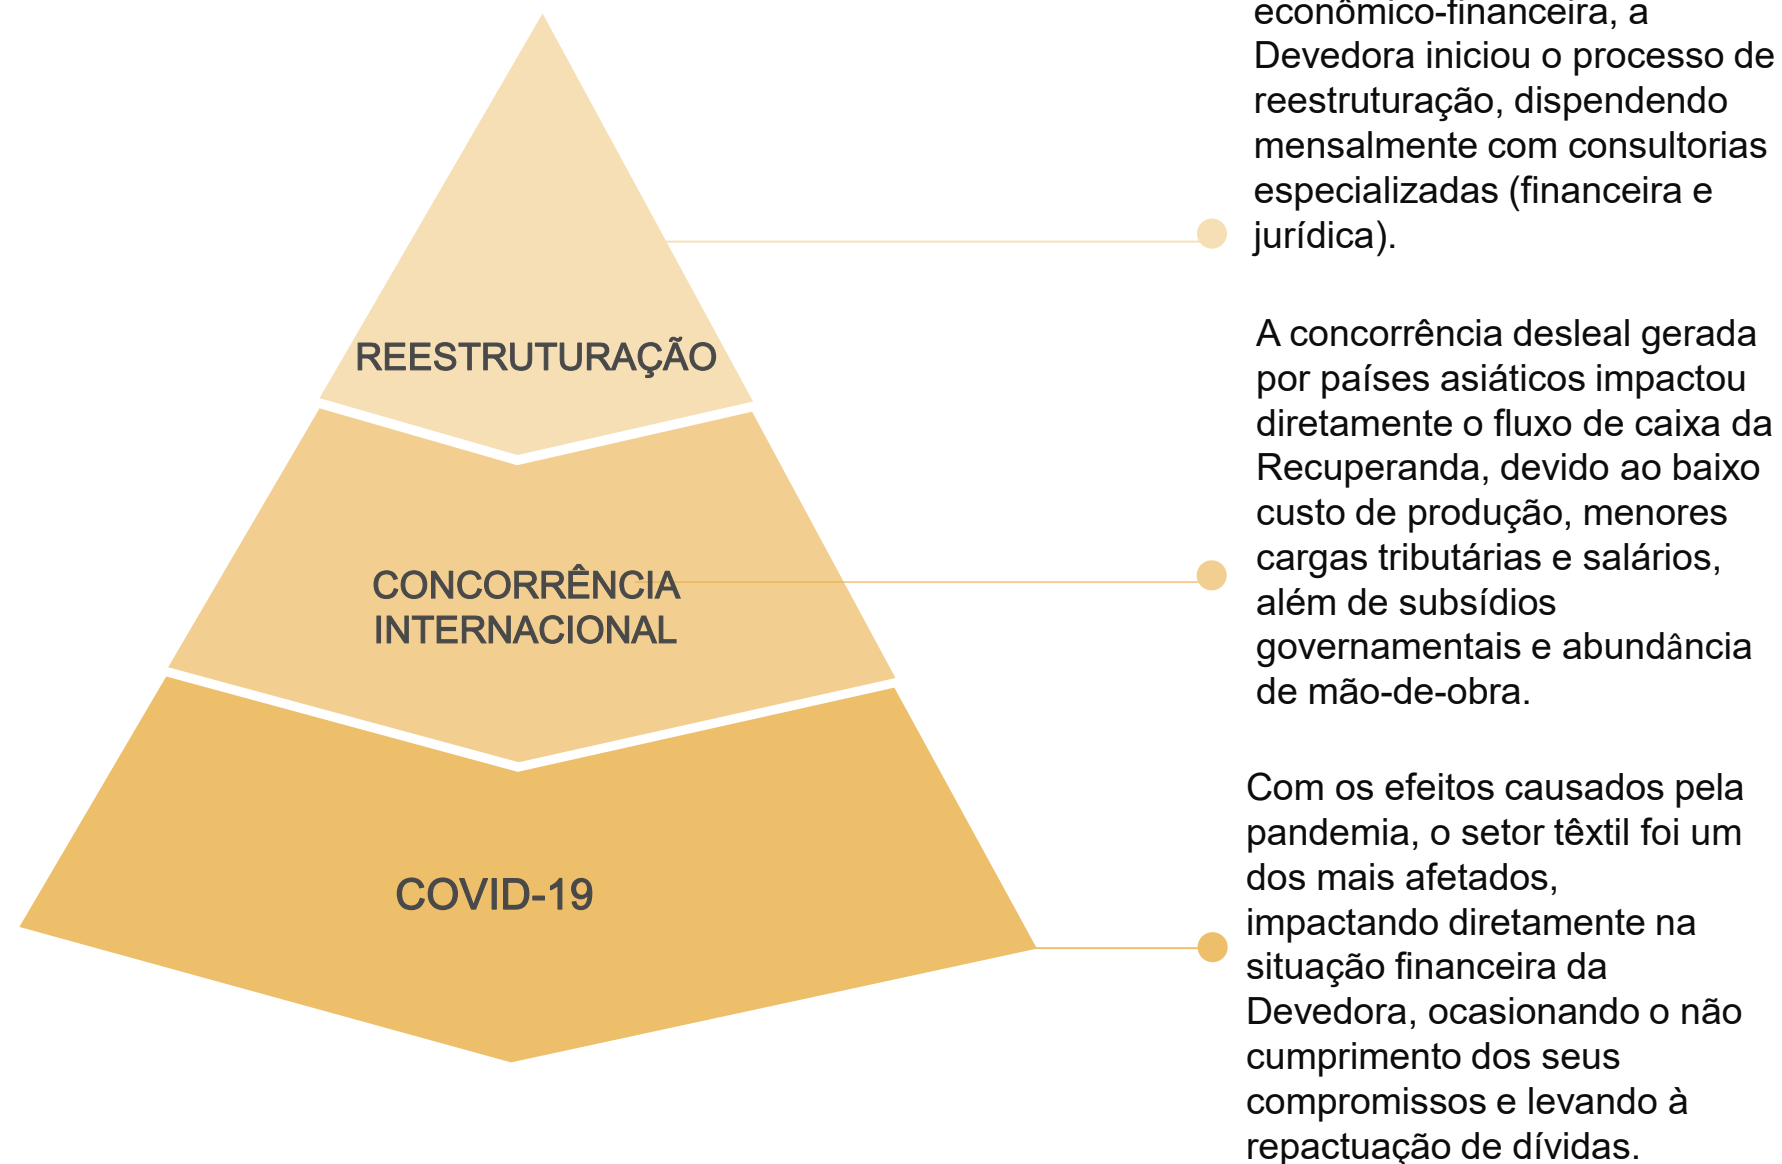 econômico-financeira, a
Devedora iniciou o processo de
reestruturação, dispendendo
mensalmente com consultorias
especializadas (financeira e
jurídica).
REESTRUTURAÇÃO
A concorrência desleal gerada
por países asiáticos impactou
diretamente o fluxo de caixa da
Recuperanda, devido ao baixo
custo de produção, menores
cargas tributárias e salários,
além de subsídios
governamentais e abundância
de mão-de-obra.
CONCORRÊNCIA
INTERNACIONAL
Com os efeitos causados pela
pandemia, o setor têxtil foi um
dos mais afetados,
impactando diretamente na
situação financeira da
Devedora, ocasionando o não
cumprimento dos seus
compromissos e levando à
repactuação de dívidas.
COVID-19